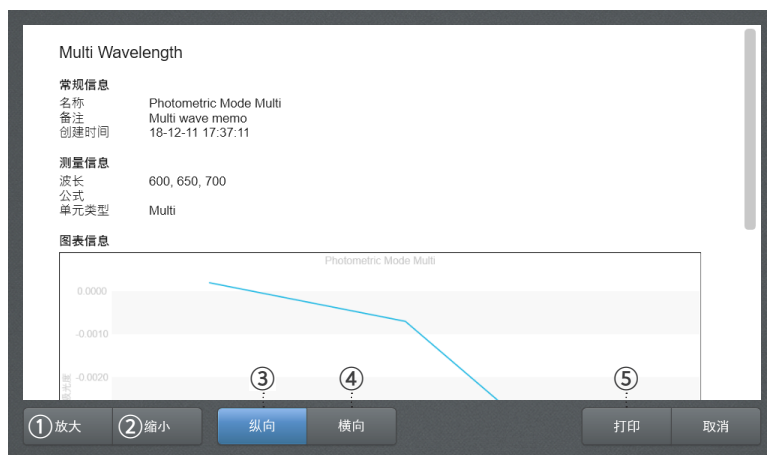 Multi Wavelength
常规信息
名称 Photometric Mode Multi
备注 Multi wave memo
创建时间 18-12-11 17:37:11
测量信息
波长 600, 650, 700
公式
单元类型 Multi
图表信息
Photometric Mode Multi
0.0000
-0.0010
-0.0020
③ ④ ⑤
①放大 ②缩小 纵向 横向 打印 取消